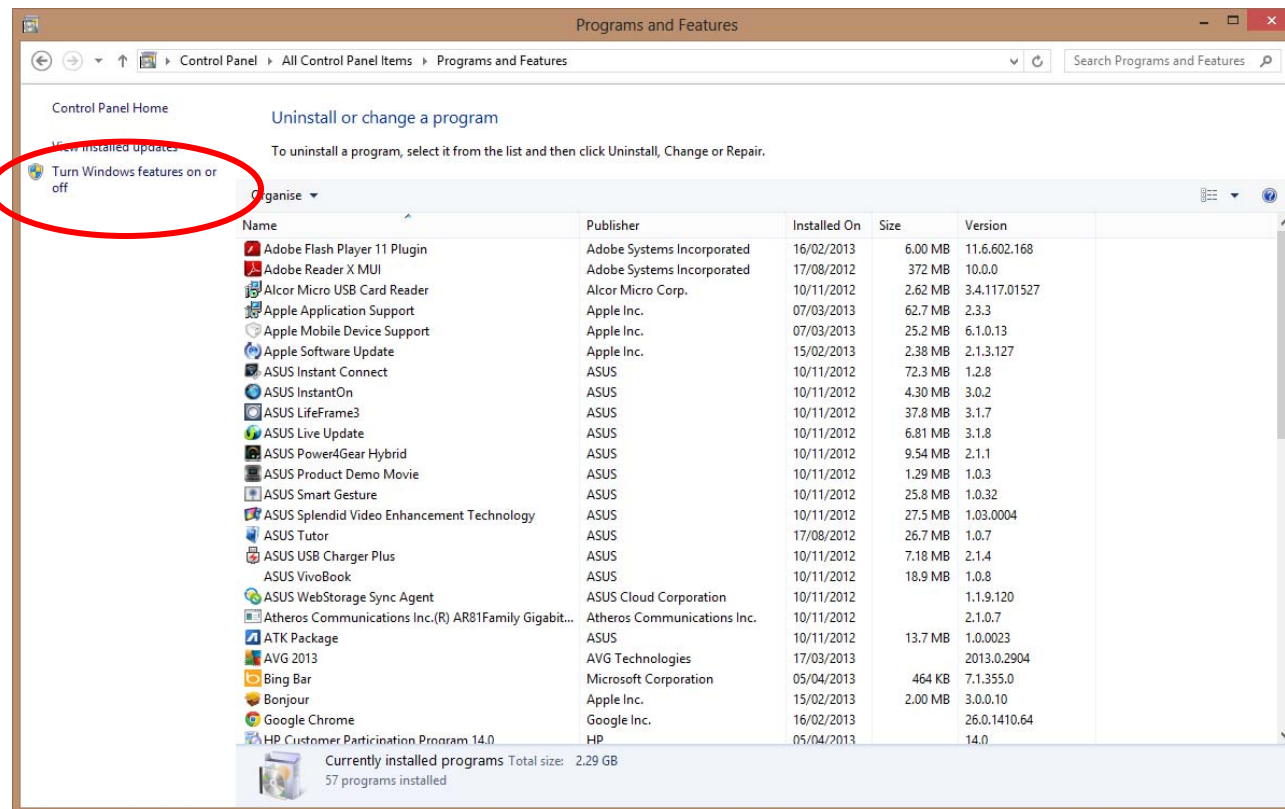 Programs and Features
Control Panel All Control Panel Items Programs and Features Search Programs and Features
Control Panel Home
View installed updates
Turn Windows features on or
off
Uninstall or change a program
To uninstall a program, select it from the list and then click Uninstall, Change or Repair.
Organise
Name Publisher Installed On Size Version
Adobe Flash Player 11 Plugin Adobe Systems Incorporated 16/02/2013 6.00 MB 11.6.602.168
Adobe Reader X MUI Adobe Systems Incorporated 17/08/2012 372 MB 10.0.0
Alcor Micro USB Card Reader Alcor Micro Corp. 10/11/2012 2.62 MB 3.4.117.01527
Apple Application Support Apple Inc. 07/03/2013 62.7 MB 2.3.3
Apple Mobile Device Support Apple Inc. 07/03/2013 25.2 MB 6.1.0.13
Apple Software Update Apple Inc. 15/02/2013 2.38 MB 2.1.3.127
ASUS Instant Connect ASUS 10/11/2012 72.3 MB 1.2.8
ASUS InstantOn ASUS 10/11/2012 4.30 MB 3.0.2
ASUS LifeFrame3 ASUS 10/11/2012 37.8 MB 3.1.7
ASUS Live Update ASUS 10/11/2012 6.81 MB 3.1.8
ASUS Power4Gear Hybrid ASUS 10/11/2012 9.54 MB 2.1.1
ASUS Product Demo Movie ASUS 10/11/2012 1.29 MB 1.0.3
ASUS Smart Gesture ASUS 10/11/2012 25.8 MB 1.0.32
ASUS Splendid Video Enhancement Technology ASUS 10/11/2012 27.5 MB 1.03.0004
ASUS Tutor ASUS 17/08/2012 26.7 MB 1.0.7
ASUS USB Charger Plus ASUS 10/11/2012 7.18 MB 2.1.4
ASUS VivoBook ASUS 10/11/2012 18.9 MB 1.0.8
ASUS WebStorage Sync Agent ASUS Cloud Corporation 10/11/2012 1.1.9.120
Atheros Communications Inc.(R) AR81Family Gigabit... Atheros Communications Inc. 10/11/2012 2.1.0.7
ATK Package ASUS 10/11/2012 13.7 MB 1.0.0023
AVG 2013 AVG Technologies 17/03/2013 2013.0.2904
Bing Bar Microsoft Corporation 05/04/2013 464 KB 7.1.355.0
Bonjour Apple Inc. 15/02/2013 2.00 MB 3.0.0.10
Google Chrome Google Inc. 16/02/2013 26.0.1410.64
HP Customer Participation Program 14.0 HP 05/04/2013 14.0
Currently installed programs Total size: 2.29 GB
57 programs installed